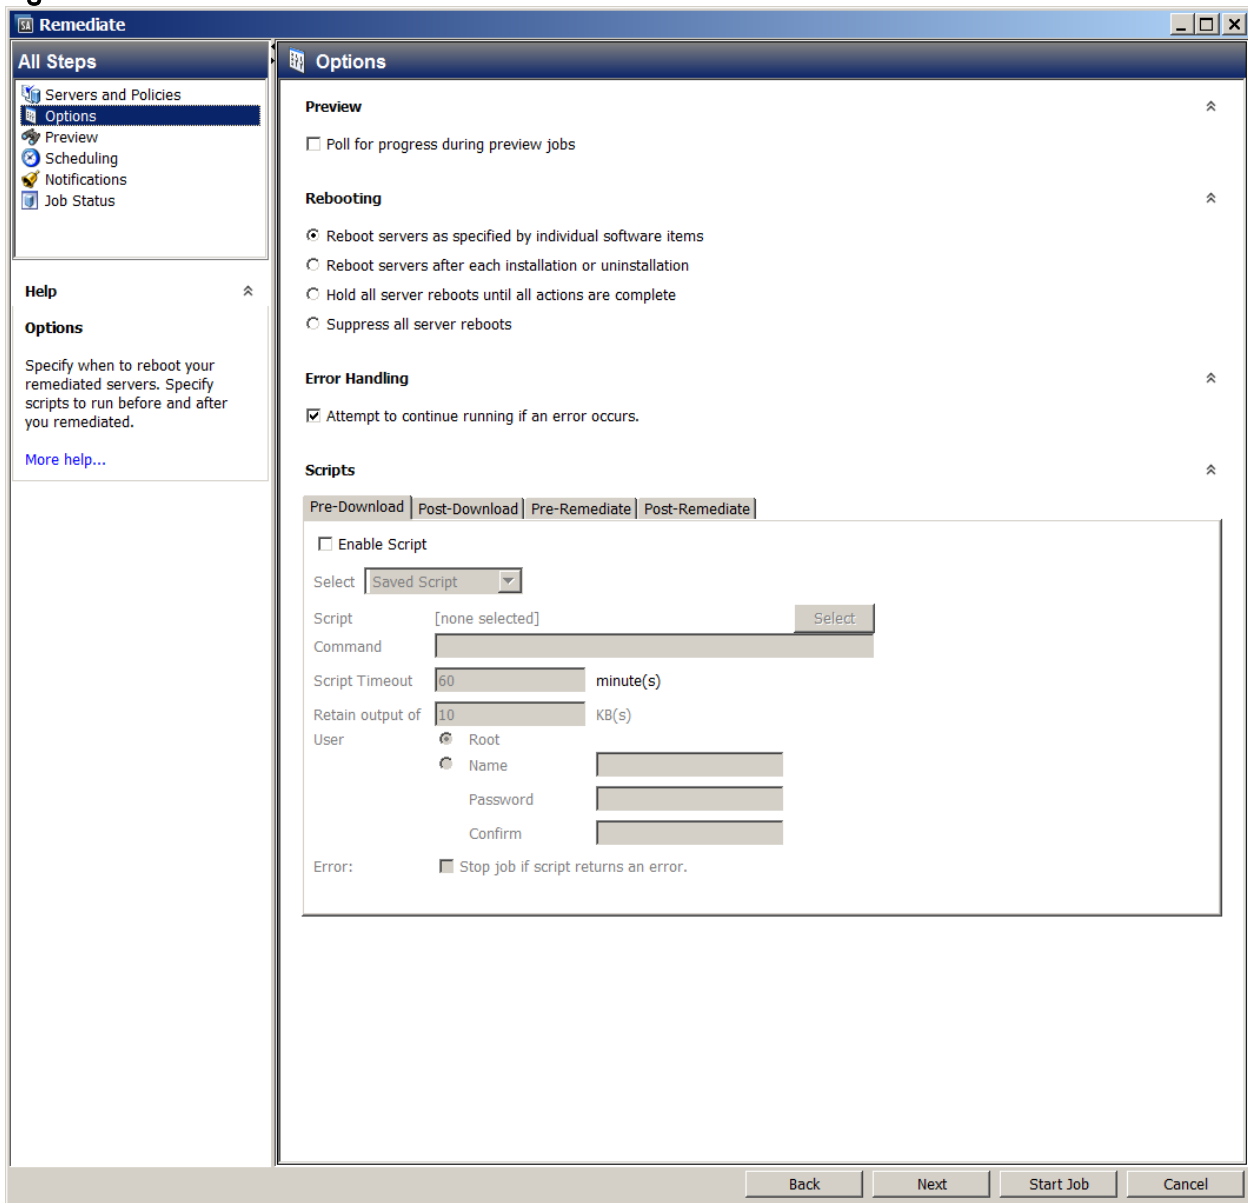 SA Remediate
All Steps
Servers and Policies
Options
Preview
Scheduling
Notifications
Job Status
Help
Options
Specify when to reboot your
remediated servers. Specify
scripts to run before and after
you remediated.
More help...
Options
Preview
Poll for progress during preview jobs
Rebooting
Reboot servers as specified by individual software items
Reboot servers after each installation or uninstallation
Hold all server reboots until all actions are complete
Suppress all server reboots
Error Handling
Attempt to continue running if an error occurs.
Scripts
Pre-Download Post-Download Pre-Remediate Post-Remediate
Enable Script
Select Saved Script
Script [none selected] Select
Command
Script Timeout 60 minute(s)
Retain output of 10 KB(s)
User Root
Name
Password
Confirm
Error: Stop job if script returns an error.
Back Next Start Job Cancel